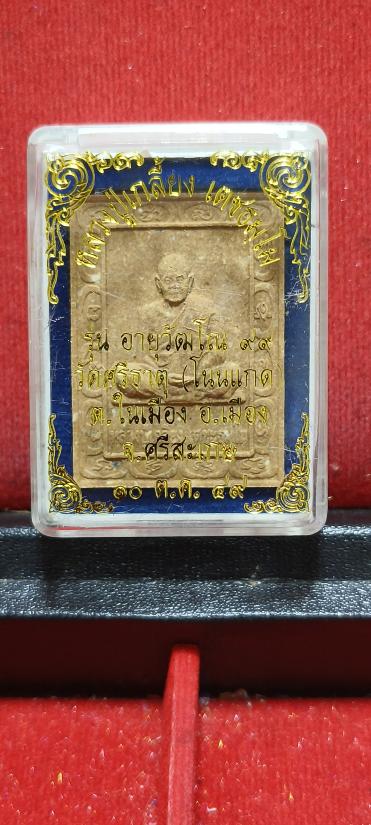 หลวงปู่เกลี้ยง เตชธมฺโม
รุ่น อายุวัฒโน ๙๙
วัดศรีธาตุ (โนนแกด
ต.ในเมือง อ.เมือง
จ.ศรีสะเกษ
๑๐ ต.ค. ๔๙